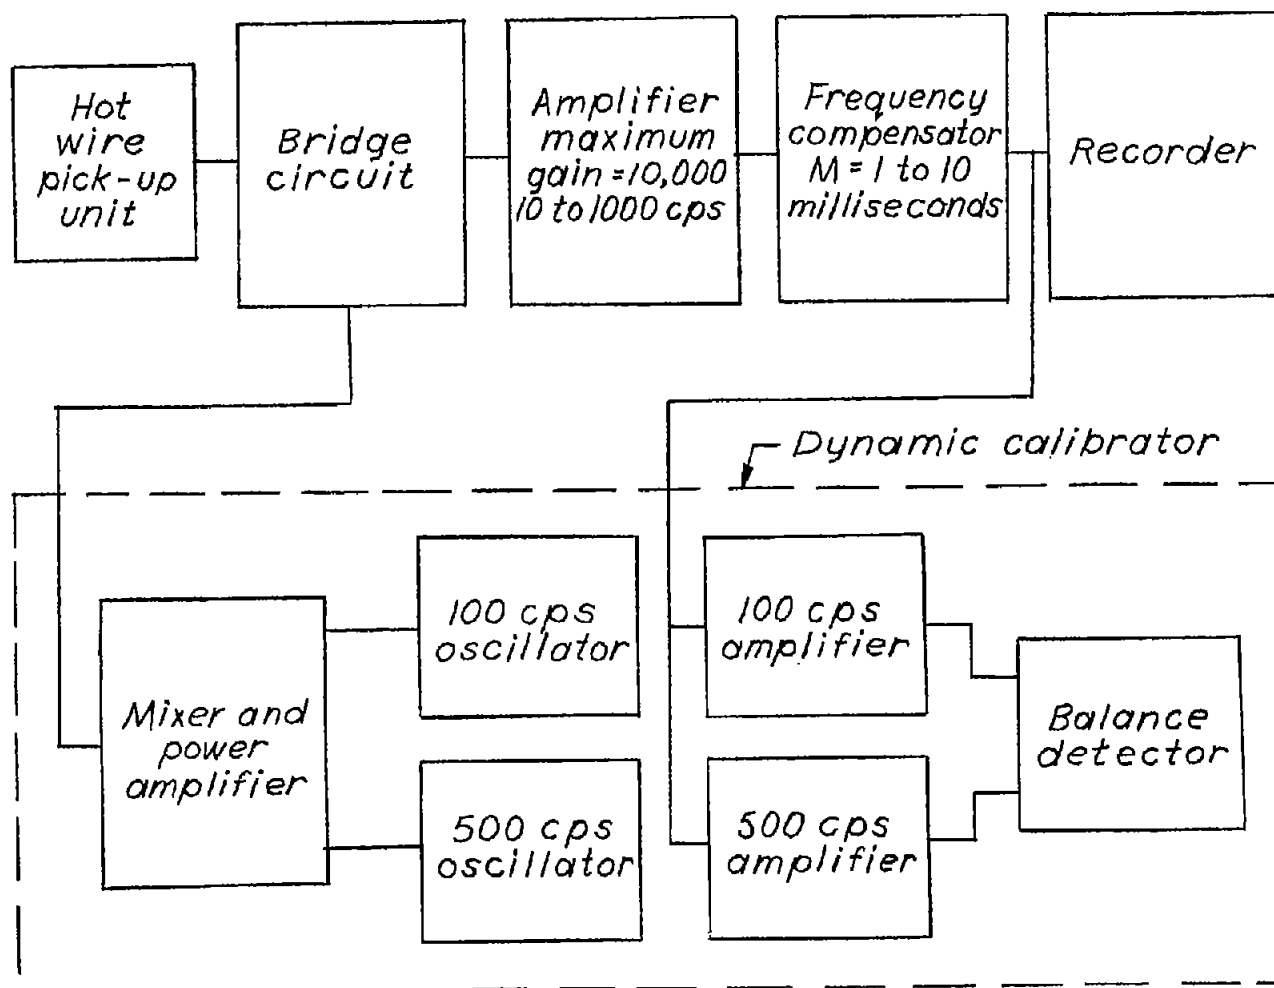 Hot
wire
pick-up
unit
Bridge
circuit
Amplifier
maximum
gain=10,000
10 to 1000 cps
Frequency
compensator
M = 1 to 10
milliseconds
Recorder
Dynamic calibrator
Mixer and
power
amplifier
100 cps
oscillator
500 cps
oscillator
100 cps
amplifier
500 cps
amplifier
Balance
detector